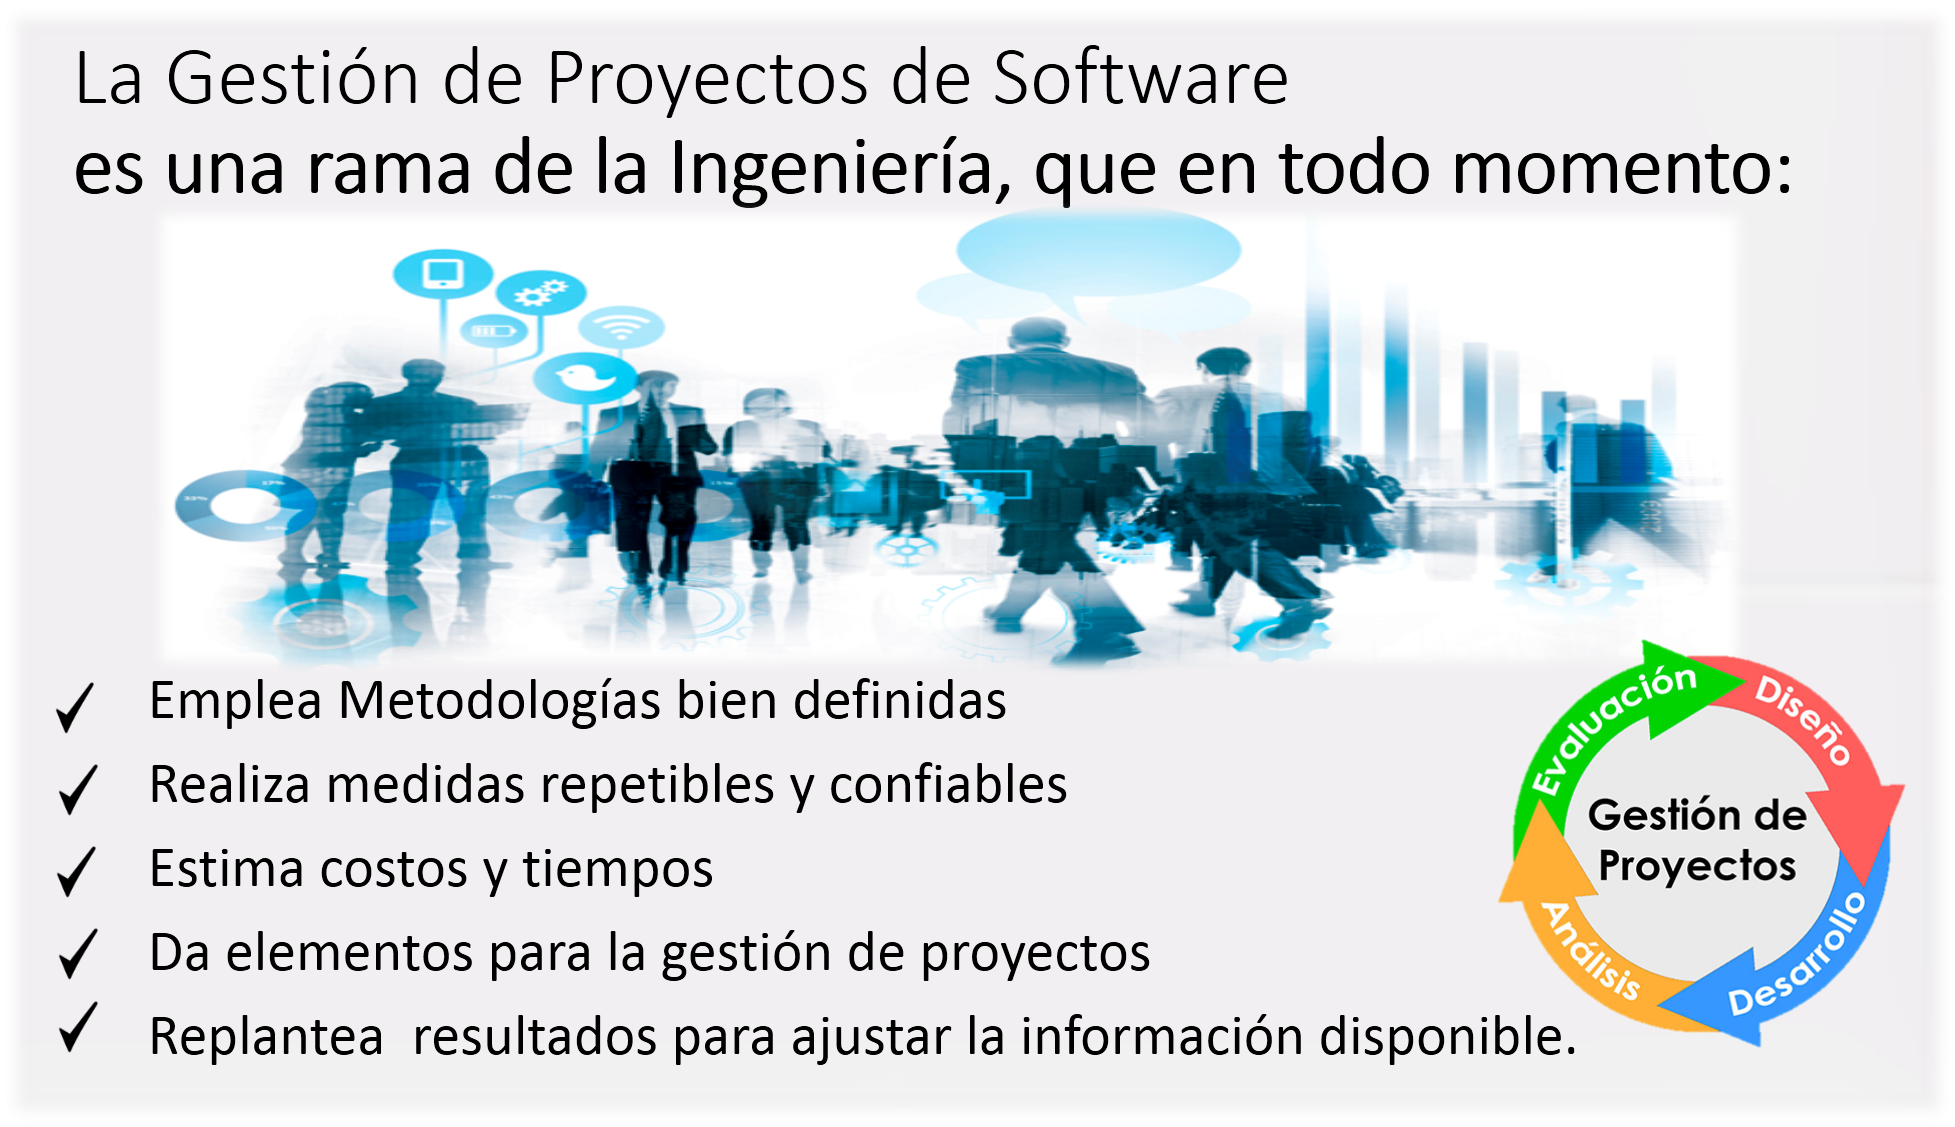 La Gestión de Proyectos de Software
es una rama de la Ingeniería, que en todo momento:
Emplea Metodologías bien definidas
Realiza medidas repetibles y confiables
Estima costos y tiempos
Da elementos para la gestión de proyectos
Replantea resultados para ajustar la información disponible.
Evaluación
Diseño
Gestión de
Proyectos
Análisis
Desarrollo